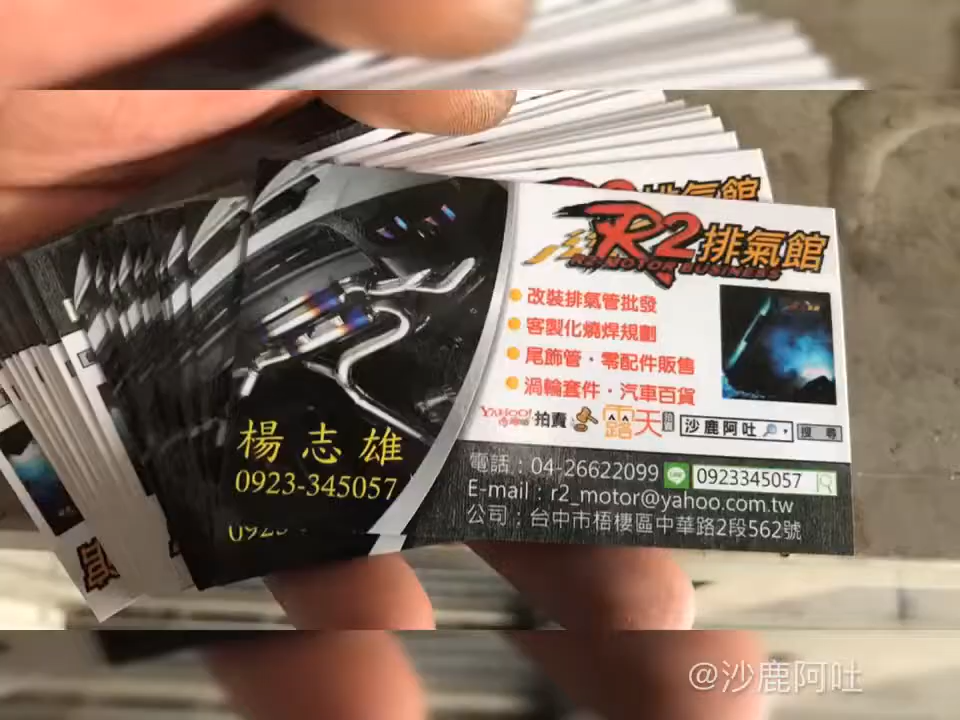 R2排氣館
R2 MOTOR BUSINESS
改裝排氣管批發
客製化燒焊規劃
尾飾管·零配件販售
渦輪套件·汽車百貨
YAHOO! 拍賣 露天 沙鹿阿吐 搜尋
楊志雄
0923-345057
電話：04-26622099 0923345057
E-mail：r2_motor@yahoo.com.tw
公司：台中市梧棲區中華路2段562號
@沙鹿阿吐